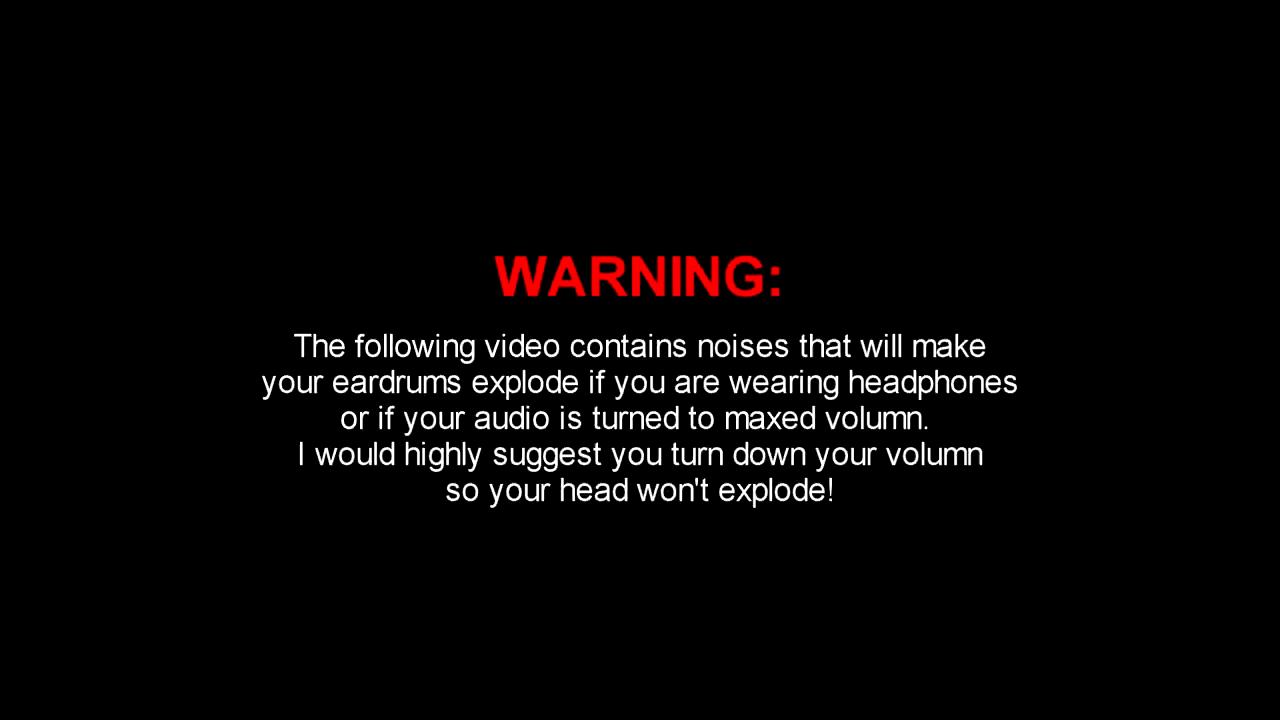 WARNING:
The following video contains noises that will make
your eardrums explode if you are wearing headphones
or if your audio is turned to maxed volumn.
I would highly suggest you turn down your volumn
so your head won't explode!